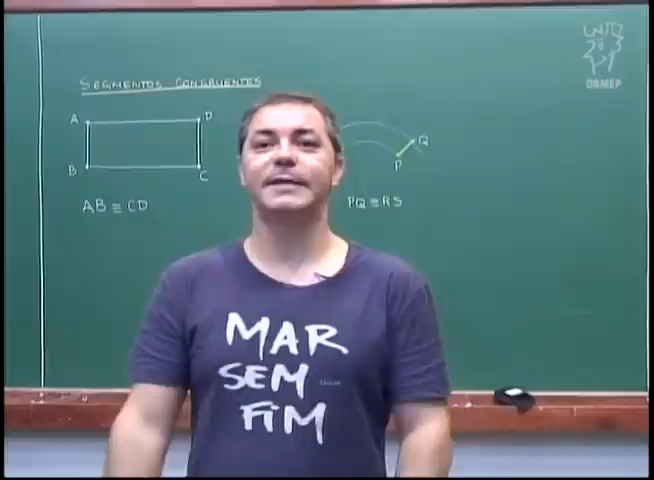 SEGMENTOS CONGRUENTES
A D
B C
AB ≡ CD
Q
P
PQ ≡ RS
OBMEP
MAR
SEM
FIM